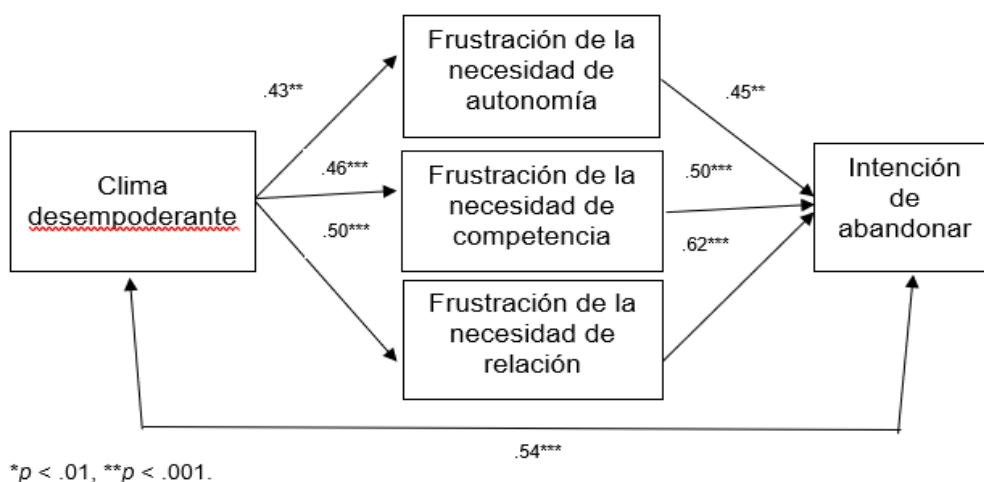 Frustración de la
necesidad de
autonomía
.43**
.45**
Clima
desempoderante
.46***
Frustración de la
necesidad de
competencia
.50***
Intención
de
abandonar
.50***
.62***
Frustración de la
necesidad de
relación
.54***
*p < .01, **p < .001.